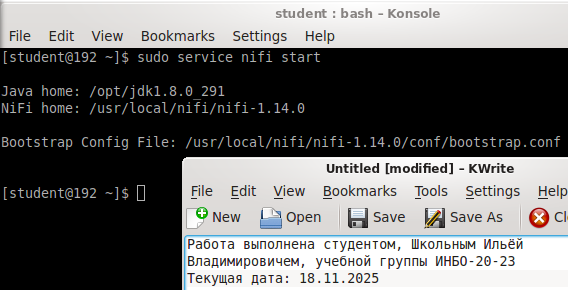 student : bash – Konsole
File Edit View Bookmarks Settings Help
[student@192 ~]$ sudo service nifi start
Java home: /opt/jdk1.8.0_291
NiFi home: /usr/local/nifi/nifi-1.14.0
Bootstrap Config File: /usr/local/nifi/nifi-1.14.0/conf/bootstrap.conf
[student@192 ~]$
Untitled [modified] – KWrite
File Edit View Bookmarks Tools Settings Help
New Open Save Save As Cl
Работа выполнена студентом, Школьным Ильёй
Владимировичем, учебной группы ИНБО-20-23
Текущая дата: 18.11.2025